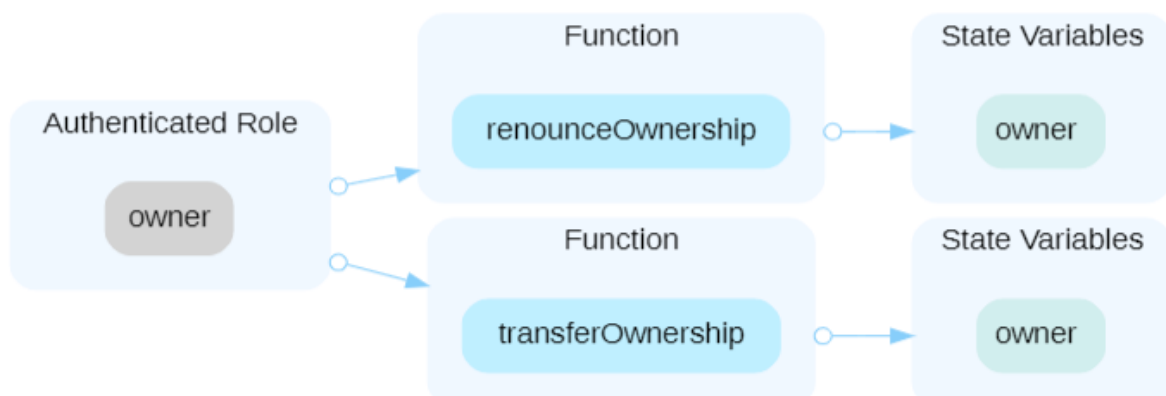 Authenticated Role
owner
Function
renounceOwnership
State Variables
owner
Function
transferOwnership
State Variables
owner